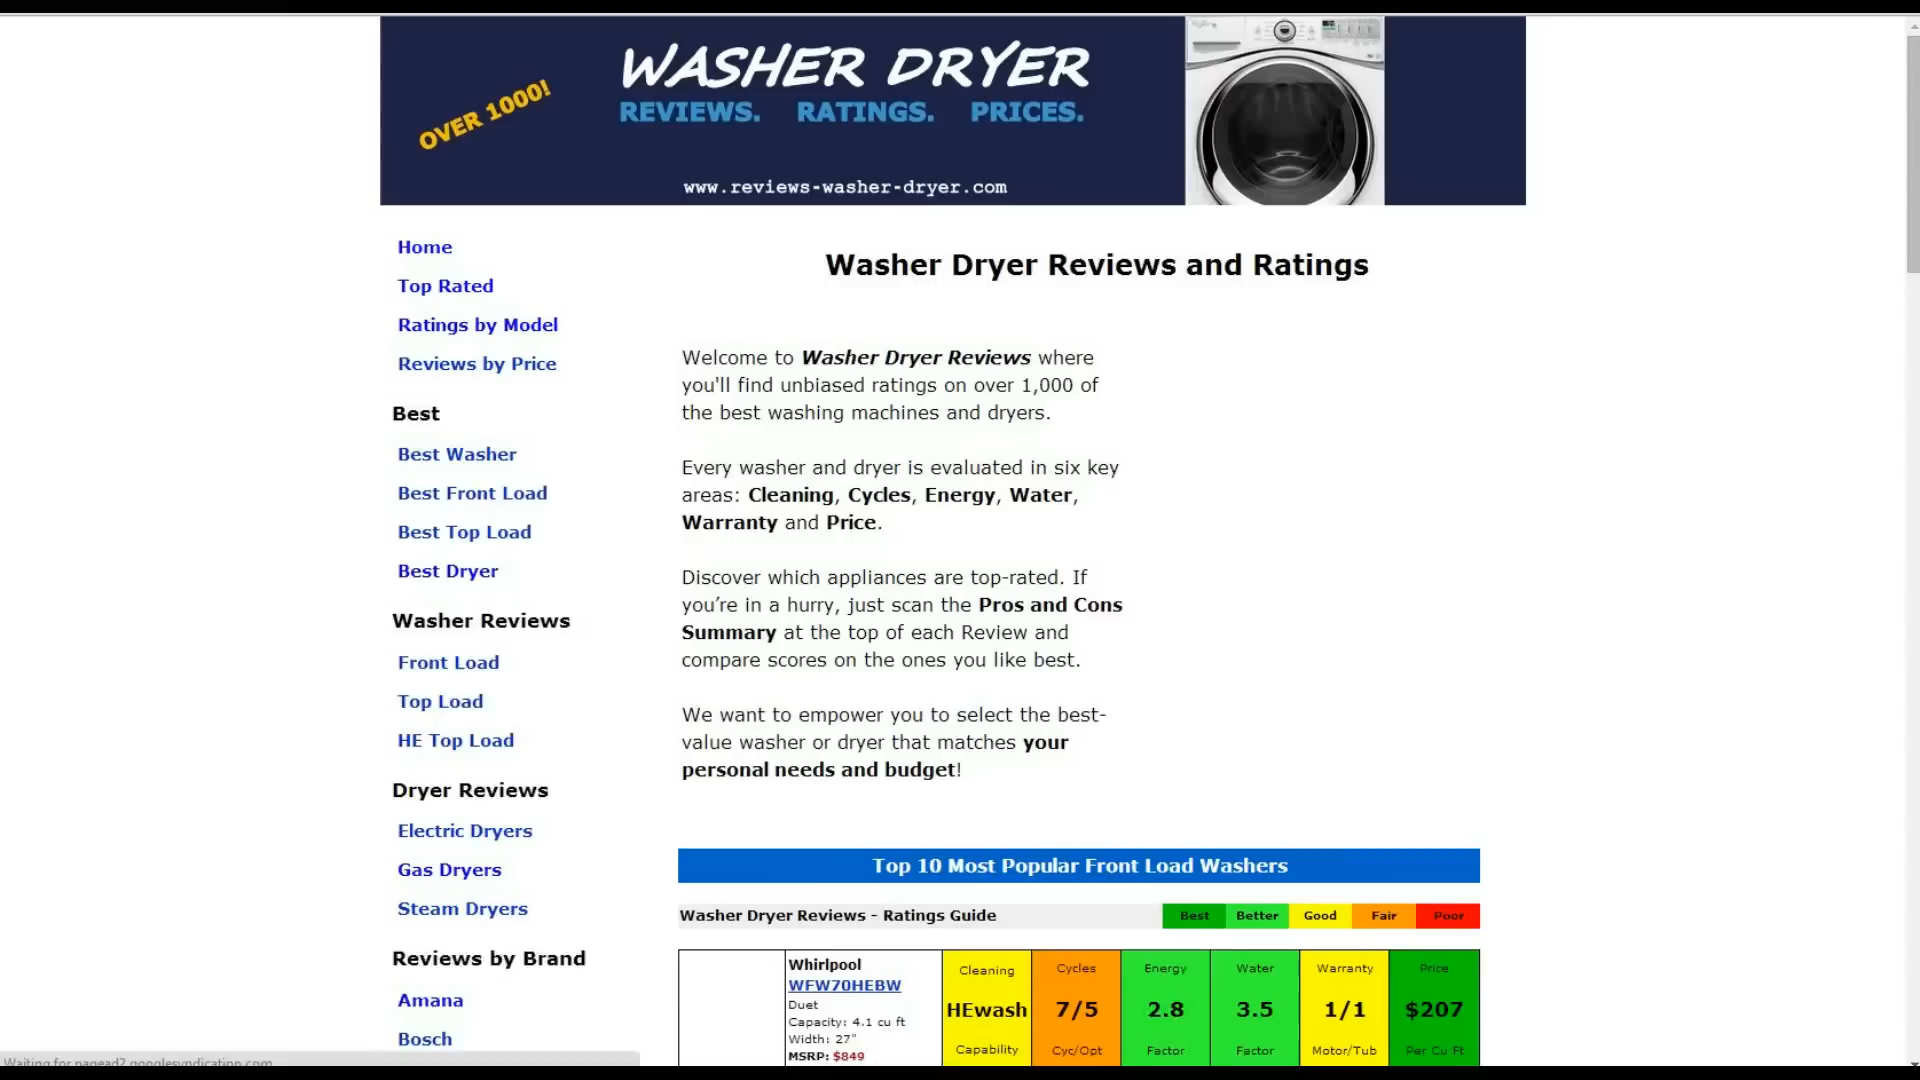 OVER 1000!
WASHER DRYER
REVIEWS. RATINGS. PRICES.
www.reviews-washer-dryer.com
Home
Top Rated
Ratings by Model
Reviews by Price
Best
Best Washer
Best Front Load
Best Top Load
Best Dryer
Washer Reviews
Front Load
Top Load
HE Top Load
Dryer Reviews
Electric Dryers
Gas Dryers
Steam Dryers
Reviews by Brand
Amana
Bosch
Washer Dryer Reviews and Ratings
Welcome to Washer Dryer Reviews where
you'll find unbiased ratings on over 1,000 of
the best washing machines and dryers.
Every washer and dryer is evaluated in six key
areas: Cleaning, Cycles, Energy, Water,
Warranty and Price.
Discover which appliances are top-rated. If
you’re in a hurry, just scan the Pros and Cons
Summary at the top of each Review and
compare scores on the ones you like best.
We want to empower you to select the best-
value washer or dryer that matches your
personal needs and budget!
Top 10 Most Popular Front Load Washers
Washer Dryer Reviews - Ratings Guide Best Better Good Fair Poor
Whirlpool
WFW70HEBW
Duet
Capacity: 4.1 cu ft
Width: 27"
MSRP: $849
Cleaning Cycles Energy Water Warranty Price
HEwash 7/5 2.8 3.5 1/1 $207
Capability Cyc/Opt Factor Factor Motor/Tub Per Cu Ft
Waiting for pagead2.googlesyndication.com